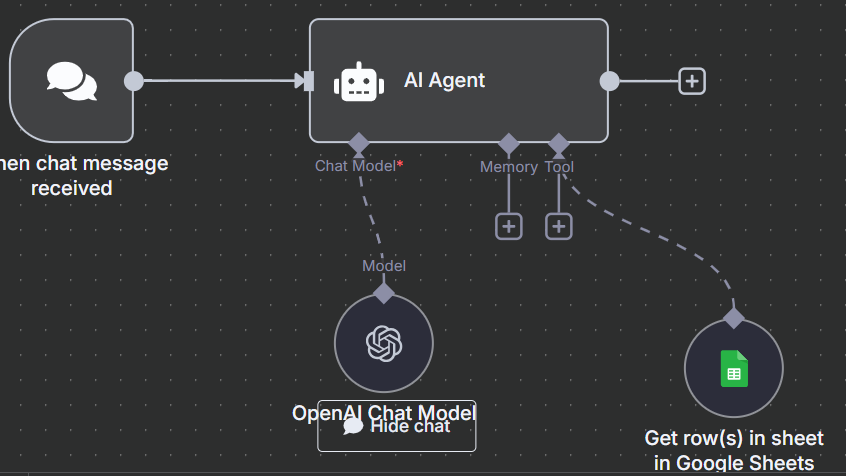 AI Agent
hen chat message
received
Chat Model*
Memory
Tool
Model
OpenAI Chat Model
Hide chat
Get row(s) in sheet
in Google Sheets